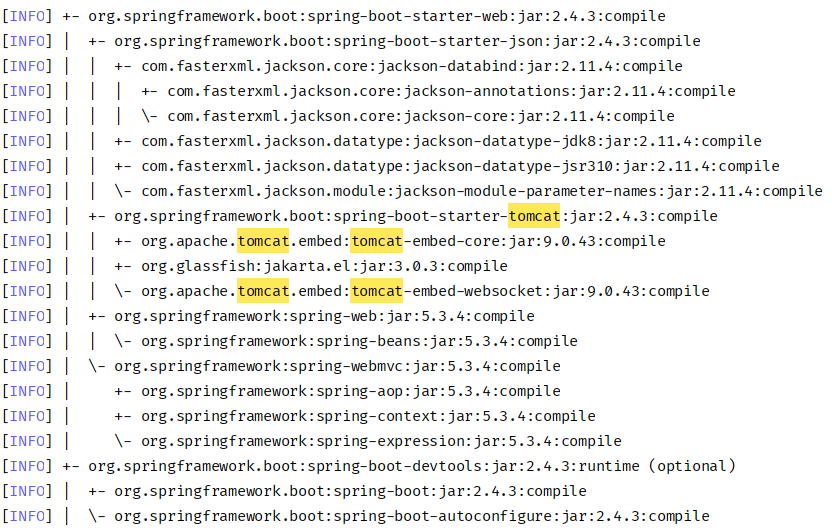 [INFO] +- org.springframework.boot:spring-boot-starter-web:jar:2.4.3:compile
[INFO] |  +- org.springframework.boot:spring-boot-starter-json:jar:2.4.3:compile
[INFO] |  |  +- com.fasterxml.jackson.core:jackson-databind:jar:2.11.4:compile
[INFO] |  |  |  +- com.fasterxml.jackson.core:jackson-annotations:jar:2.11.4:compile
[INFO] |  |  |  \- com.fasterxml.jackson.core:jackson-core:jar:2.11.4:compile
[INFO] |  |  +- com.fasterxml.jackson.datatype:jackson-datatype-jdk8:jar:2.11.4:compile
[INFO] |  |  +- com.fasterxml.jackson.datatype:jackson-datatype-jsr310:jar:2.11.4:compile
[INFO] |  |  \- com.fasterxml.jackson.module:jackson-module-parameter-names:jar:2.11.4:compile
[INFO] |  +- org.springframework.boot:spring-boot-starter-tomcat:jar:2.4.3:compile
[INFO] |  |  +- org.apache.tomcat.embed:tomcat-embed-core:jar:9.0.43:compile
[INFO] |  |  +- org.glassfish:jakarta.el:jar:3.0.3:compile
[INFO] |  |  \- org.apache.tomcat.embed:tomcat-embed-websocket:jar:9.0.43:compile
[INFO] |  +- org.springframework:spring-web:jar:5.3.4:compile
[INFO] |  |  \- org.springframework:spring-beans:jar:5.3.4:compile
[INFO] |  \- org.springframework:spring-webmvc:jar:5.3.4:compile
[INFO] |     +- org.springframework:spring-aop:jar:5.3.4:compile
[INFO] |     +- org.springframework:spring-context:jar:5.3.4:compile
[INFO] |     \- org.springframework:spring-expression:jar:5.3.4:compile
[INFO] +- org.springframework.boot:spring-boot-devtools:jar:2.4.3:runtime (optional)
[INFO] |  +- org.springframework.boot:spring-boot:jar:2.4.3:compile
[INFO] |  \- org.springframework.boot:spring-boot-autoconfigure:jar:2.4.3:compile